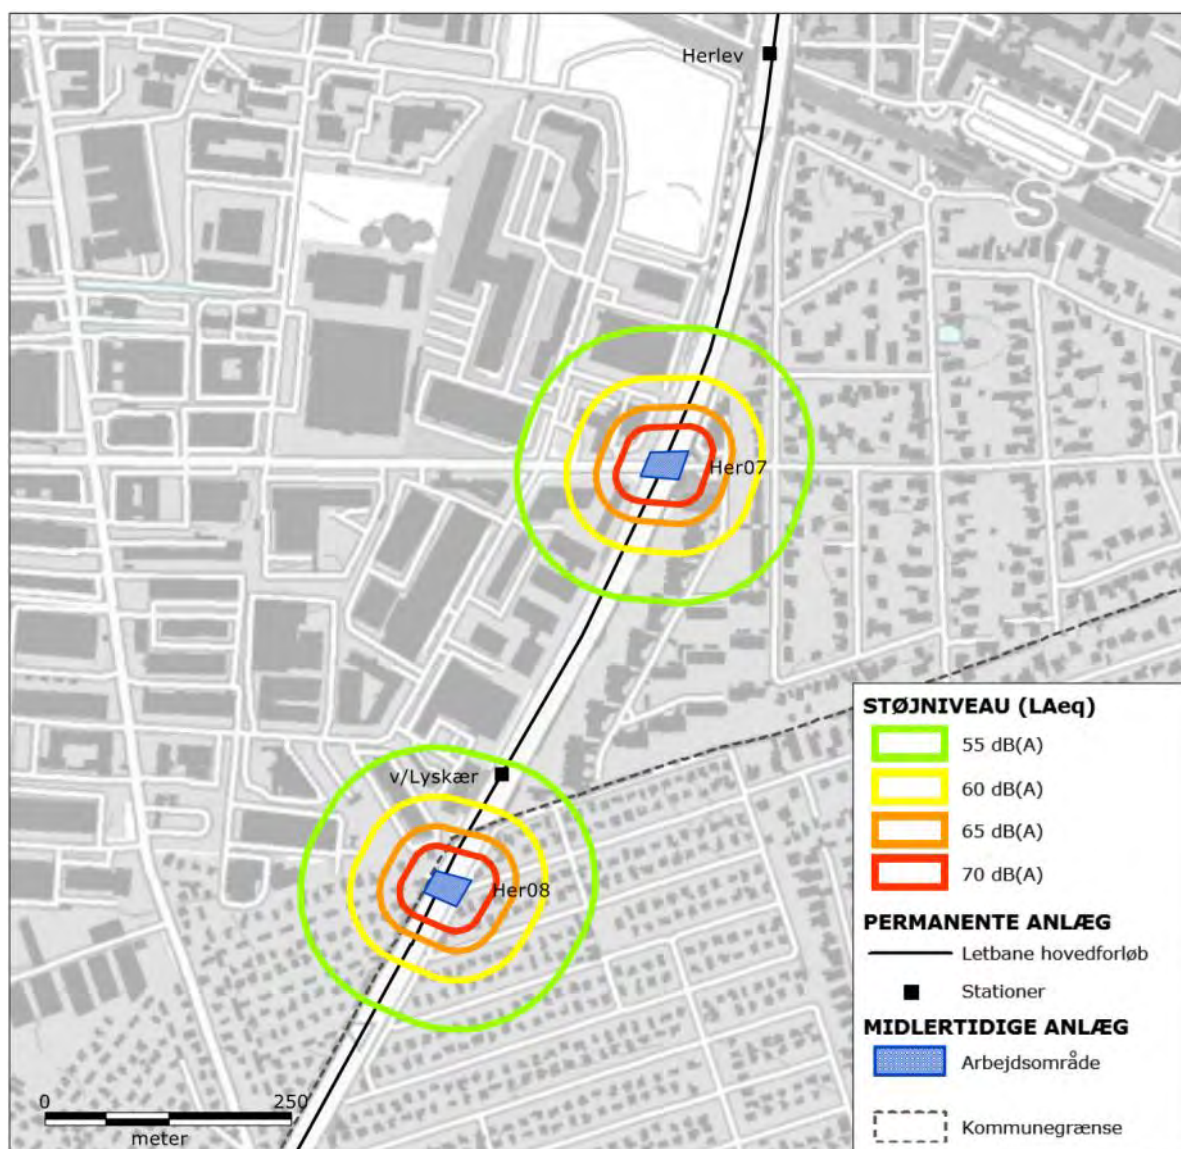 Herlev
S
Her07
v/Lyskær
Her08
STØJNIVEAU (LAeq)
55 dB(A)
60 dB(A)
65 dB(A)
70 dB(A)
PERMANENTE ANLÆG
Letbane hovedforløb
Stationer
MIDLERTIDIGE ANLÆG
Arbejdsområde
Kommunegrænse
0 250
meter